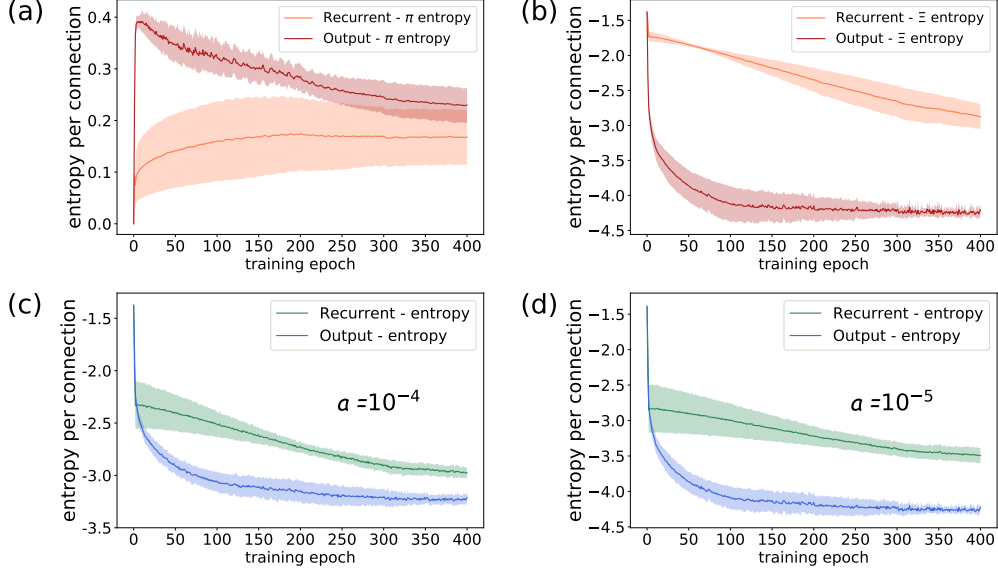 (a)
entropy per connection
0.4
0.3
0.2
0.1
0.0
0 50 100 150 200 250 300 350 400
training epoch
Recurrent - π entropy
Output - π entropy
(b)
entropy per connection
−1.5
−2.0
−2.5
−3.0
−3.5
−4.0
−4.5
0 50 100 150 200 250 300 350 400
training epoch
Recurrent - Ξ entropy
Output - Ξ entropy
(c)
entropy per connection
-1.5
-2.0
-2.5
-3.0
-3.5
0 50 100 150 200 250 300 350 400
training epoch
Recurrent - entropy
Output - entropy
a =10⁻⁴
(d)
entropy per connection
−1.5
−2.0
−2.5
−3.0
−3.5
−4.0
−4.5
0 50 100 150 200 250 300 350 400
training epoch
Recurrent - entropy
Output - entropy
a =10⁻⁵